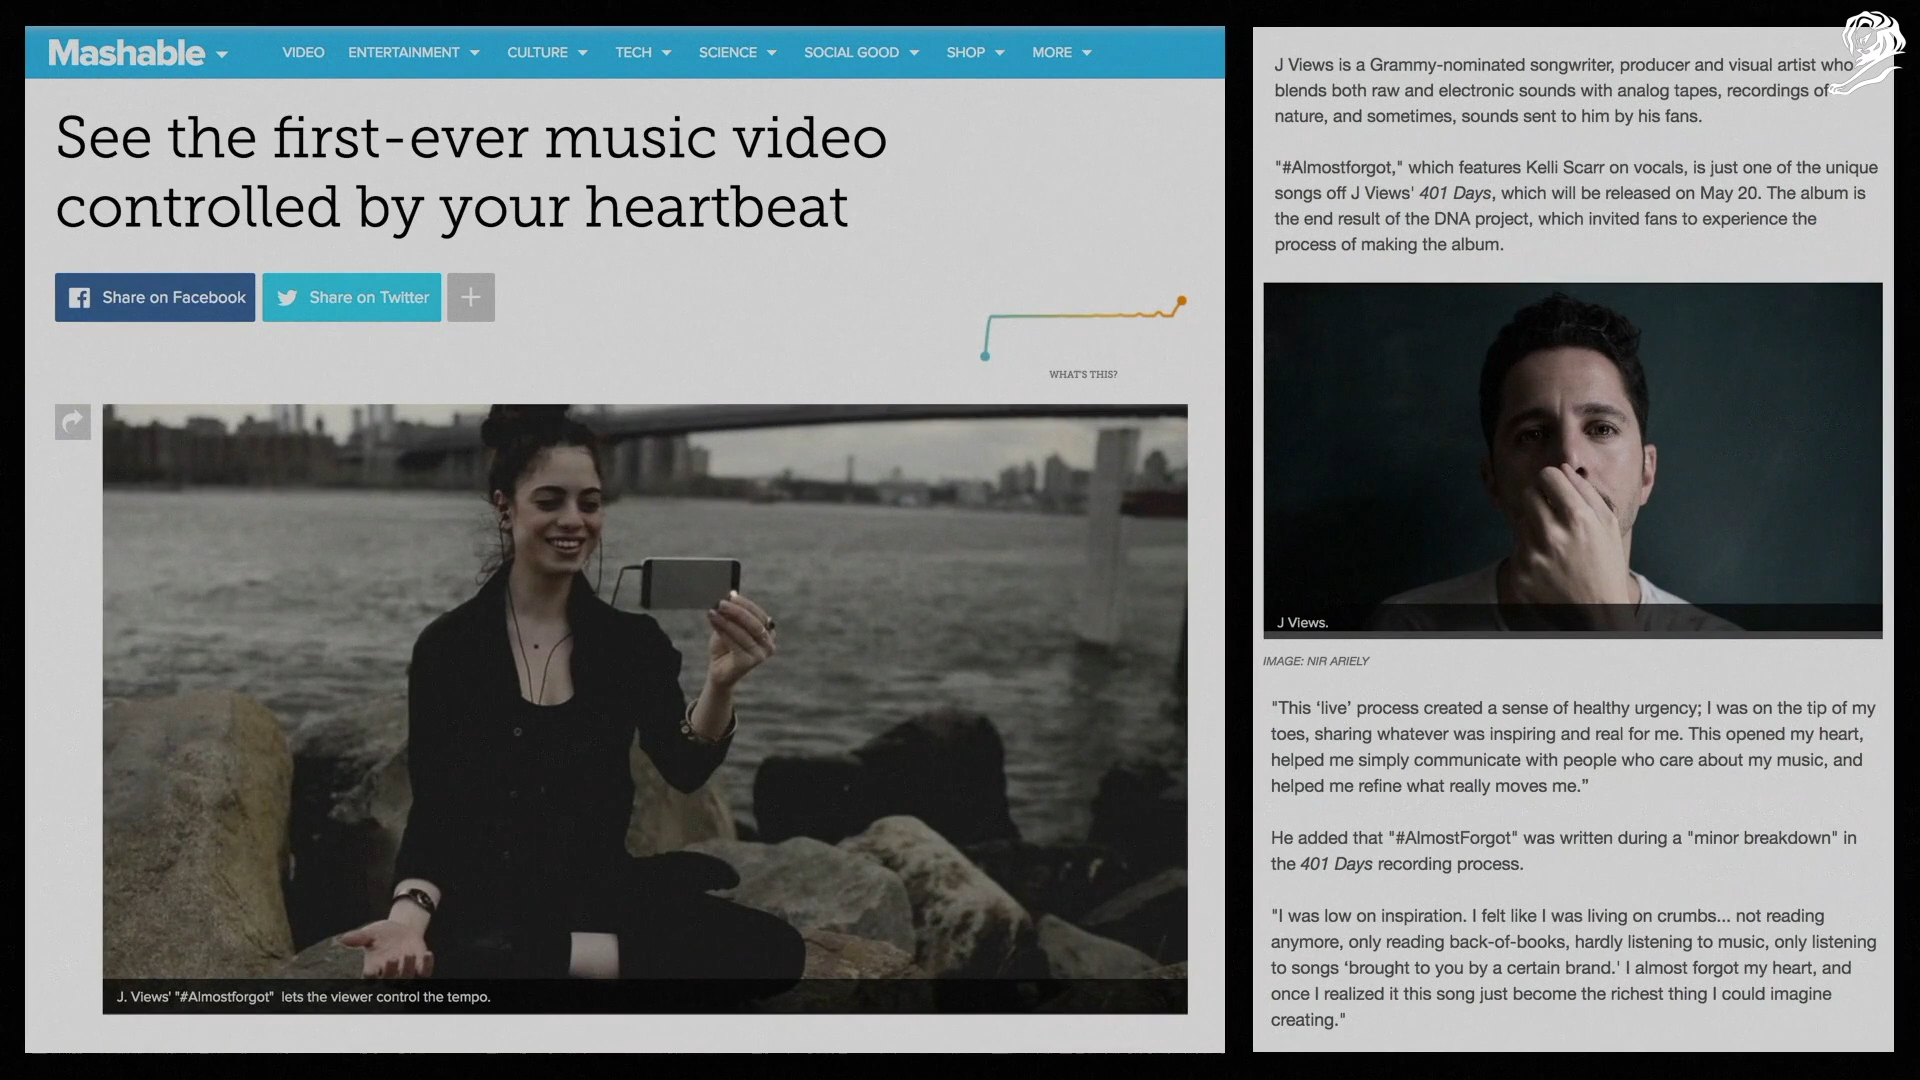 Mashable
VIDEO ENTERTAINMENT CULTURE TECH SCIENCE SOCIAL GOOD SHOP MORE
See the first-ever music video
controlled by your heartbeat
Share on Facebook
Share on Twitter
WHAT'S THIS?
J. Views' "#Almostforgot" lets the viewer control the tempo.
J Views is a Grammy-nominated songwriter, producer and visual artist who
blends both raw and electronic sounds with analog tapes, recordings of
nature, and sometimes, sounds sent to him by his fans.
"#Almostforgot," which features Kelli Scarr on vocals, is just one of the unique
songs off J Views' 401 Days, which will be released on May 20. The album is
the end result of the DNA project, which invited fans to experience the
process of making the album.
J Views.
IMAGE: NIR ARIELY
"This ‘live’ process created a sense of healthy urgency; I was on the tip of my
toes, sharing whatever was inspiring and real for me. This opened my heart,
helped me simply communicate with people who care about my music, and
helped me refine what really moves me.”
He added that "#AlmostForgot" was written during a "minor breakdown" in
the 401 Days recording process.
"I was low on inspiration. I felt like I was living on crumbs... not reading
anymore, only reading back-of-books, hardly listening to music, only listening
to songs ‘brought to you by a certain brand.' I almost forgot my heart, and
once I realized it this song just become the richest thing I could imagine
creating."